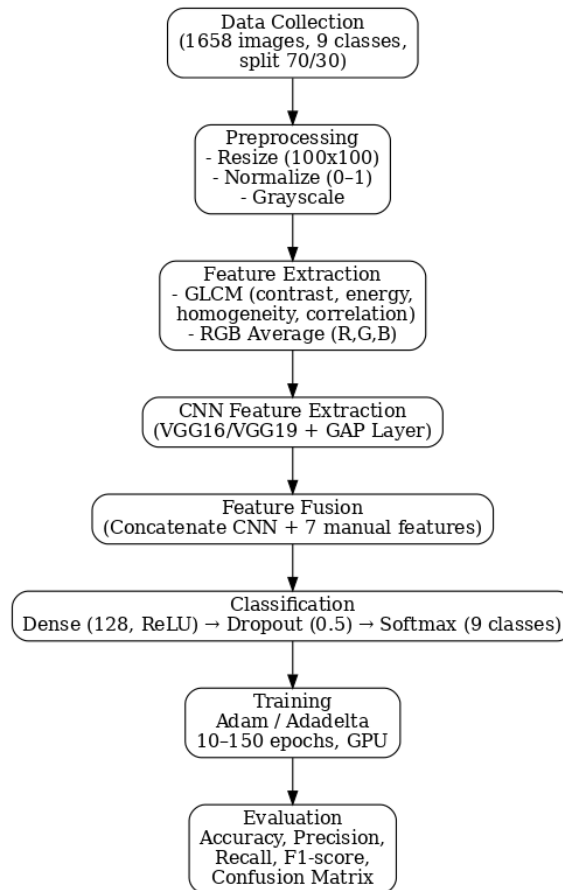 Data Collection
(1658 images, 9 classes,
split 70/30)
Preprocessing
- Resize (100x100)
- Normalize (0–1)
- Grayscale
Feature Extraction
- GLCM (contrast, energy,
homogeneity, correlation)
- RGB Average (R,G,B)
CNN Feature Extraction
(VGG16/VGG19 + GAP Layer)
Feature Fusion
(Concatenate CNN + 7 manual features)
Classification
Dense (128, ReLU) → Dropout (0.5) → Softmax (9 classes)
Training
Adam / Adadelta
10–150 epochs, GPU
Evaluation
Accuracy, Precision,
Recall, F1-score,
Confusion Matrix